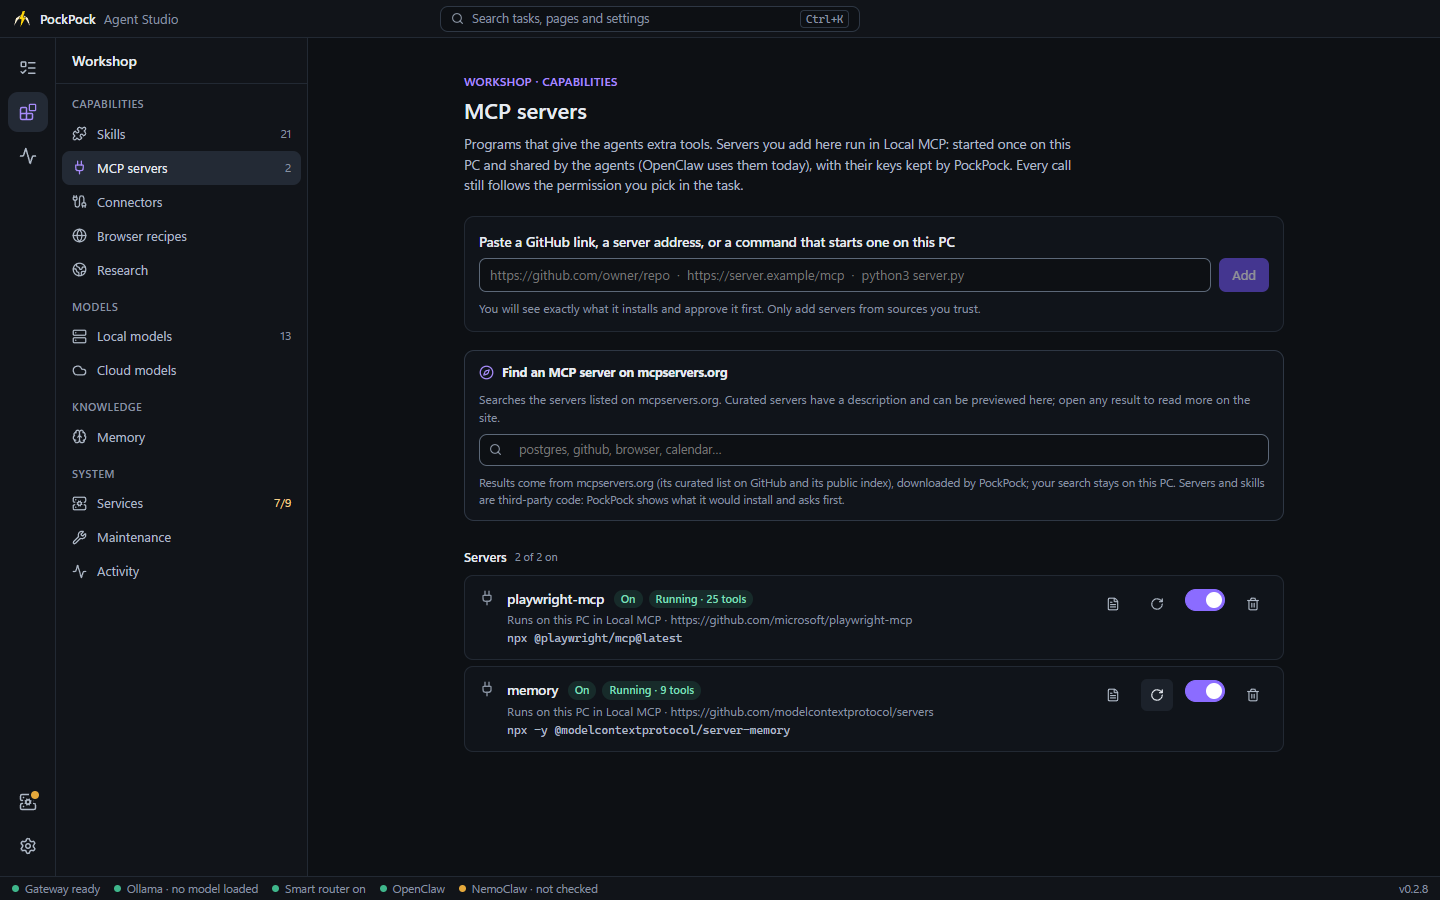 PockPock Agent Studio
Search tasks, pages and settings
Ctrl+K
Workshop
CAPABILITIES
Skills 21
MCP servers 2
Connectors
Browser recipes
Research
MODELS
Local models 13
Cloud models
KNOWLEDGE
Memory
SYSTEM
Services 7/9
Maintenance
Activity
WORKSHOP · CAPABILITIES
MCP servers
Programs that give the agents extra tools. Servers you add here run in Local MCP: started once on this
PC and shared by the agents (OpenClaw uses them today), with their keys kept by PockPock. Every call
still follows the permission you pick in the task.
Paste a GitHub link, a server address, or a command that starts one on this PC
https://github.com/owner/repo · https://server.example/mcp · python3 server.py
Add
You will see exactly what it installs and approve it first. Only add servers from sources you trust.
Find an MCP server on mcpservers.org
Searches the servers listed on mcpservers.org. Curated servers have a description and can be previewed here; open any result to read more on the
site.
postgres, github, browser, calendar...
Results come from mcpservers.org (its curated list on GitHub and its public index), downloaded by PockPock; your search stays on this PC. Servers and skills
are third-party code: PockPock shows what it would install and asks first.
Servers 2 of 2 on
playwright-mcp On Running · 25 tools
Runs on this PC in Local MCP · https://github.com/microsoft/playwright-mcp
npx @playwright/mcp@latest
memory On Running · 9 tools
Runs on this PC in Local MCP · https://github.com/modelcontextprotocol/servers
npx -y @modelcontextprotocol/server-memory
Gateway ready
Ollama · no model loaded
Smart router on
OpenClaw
NemoClaw · not checked
v0.2.8